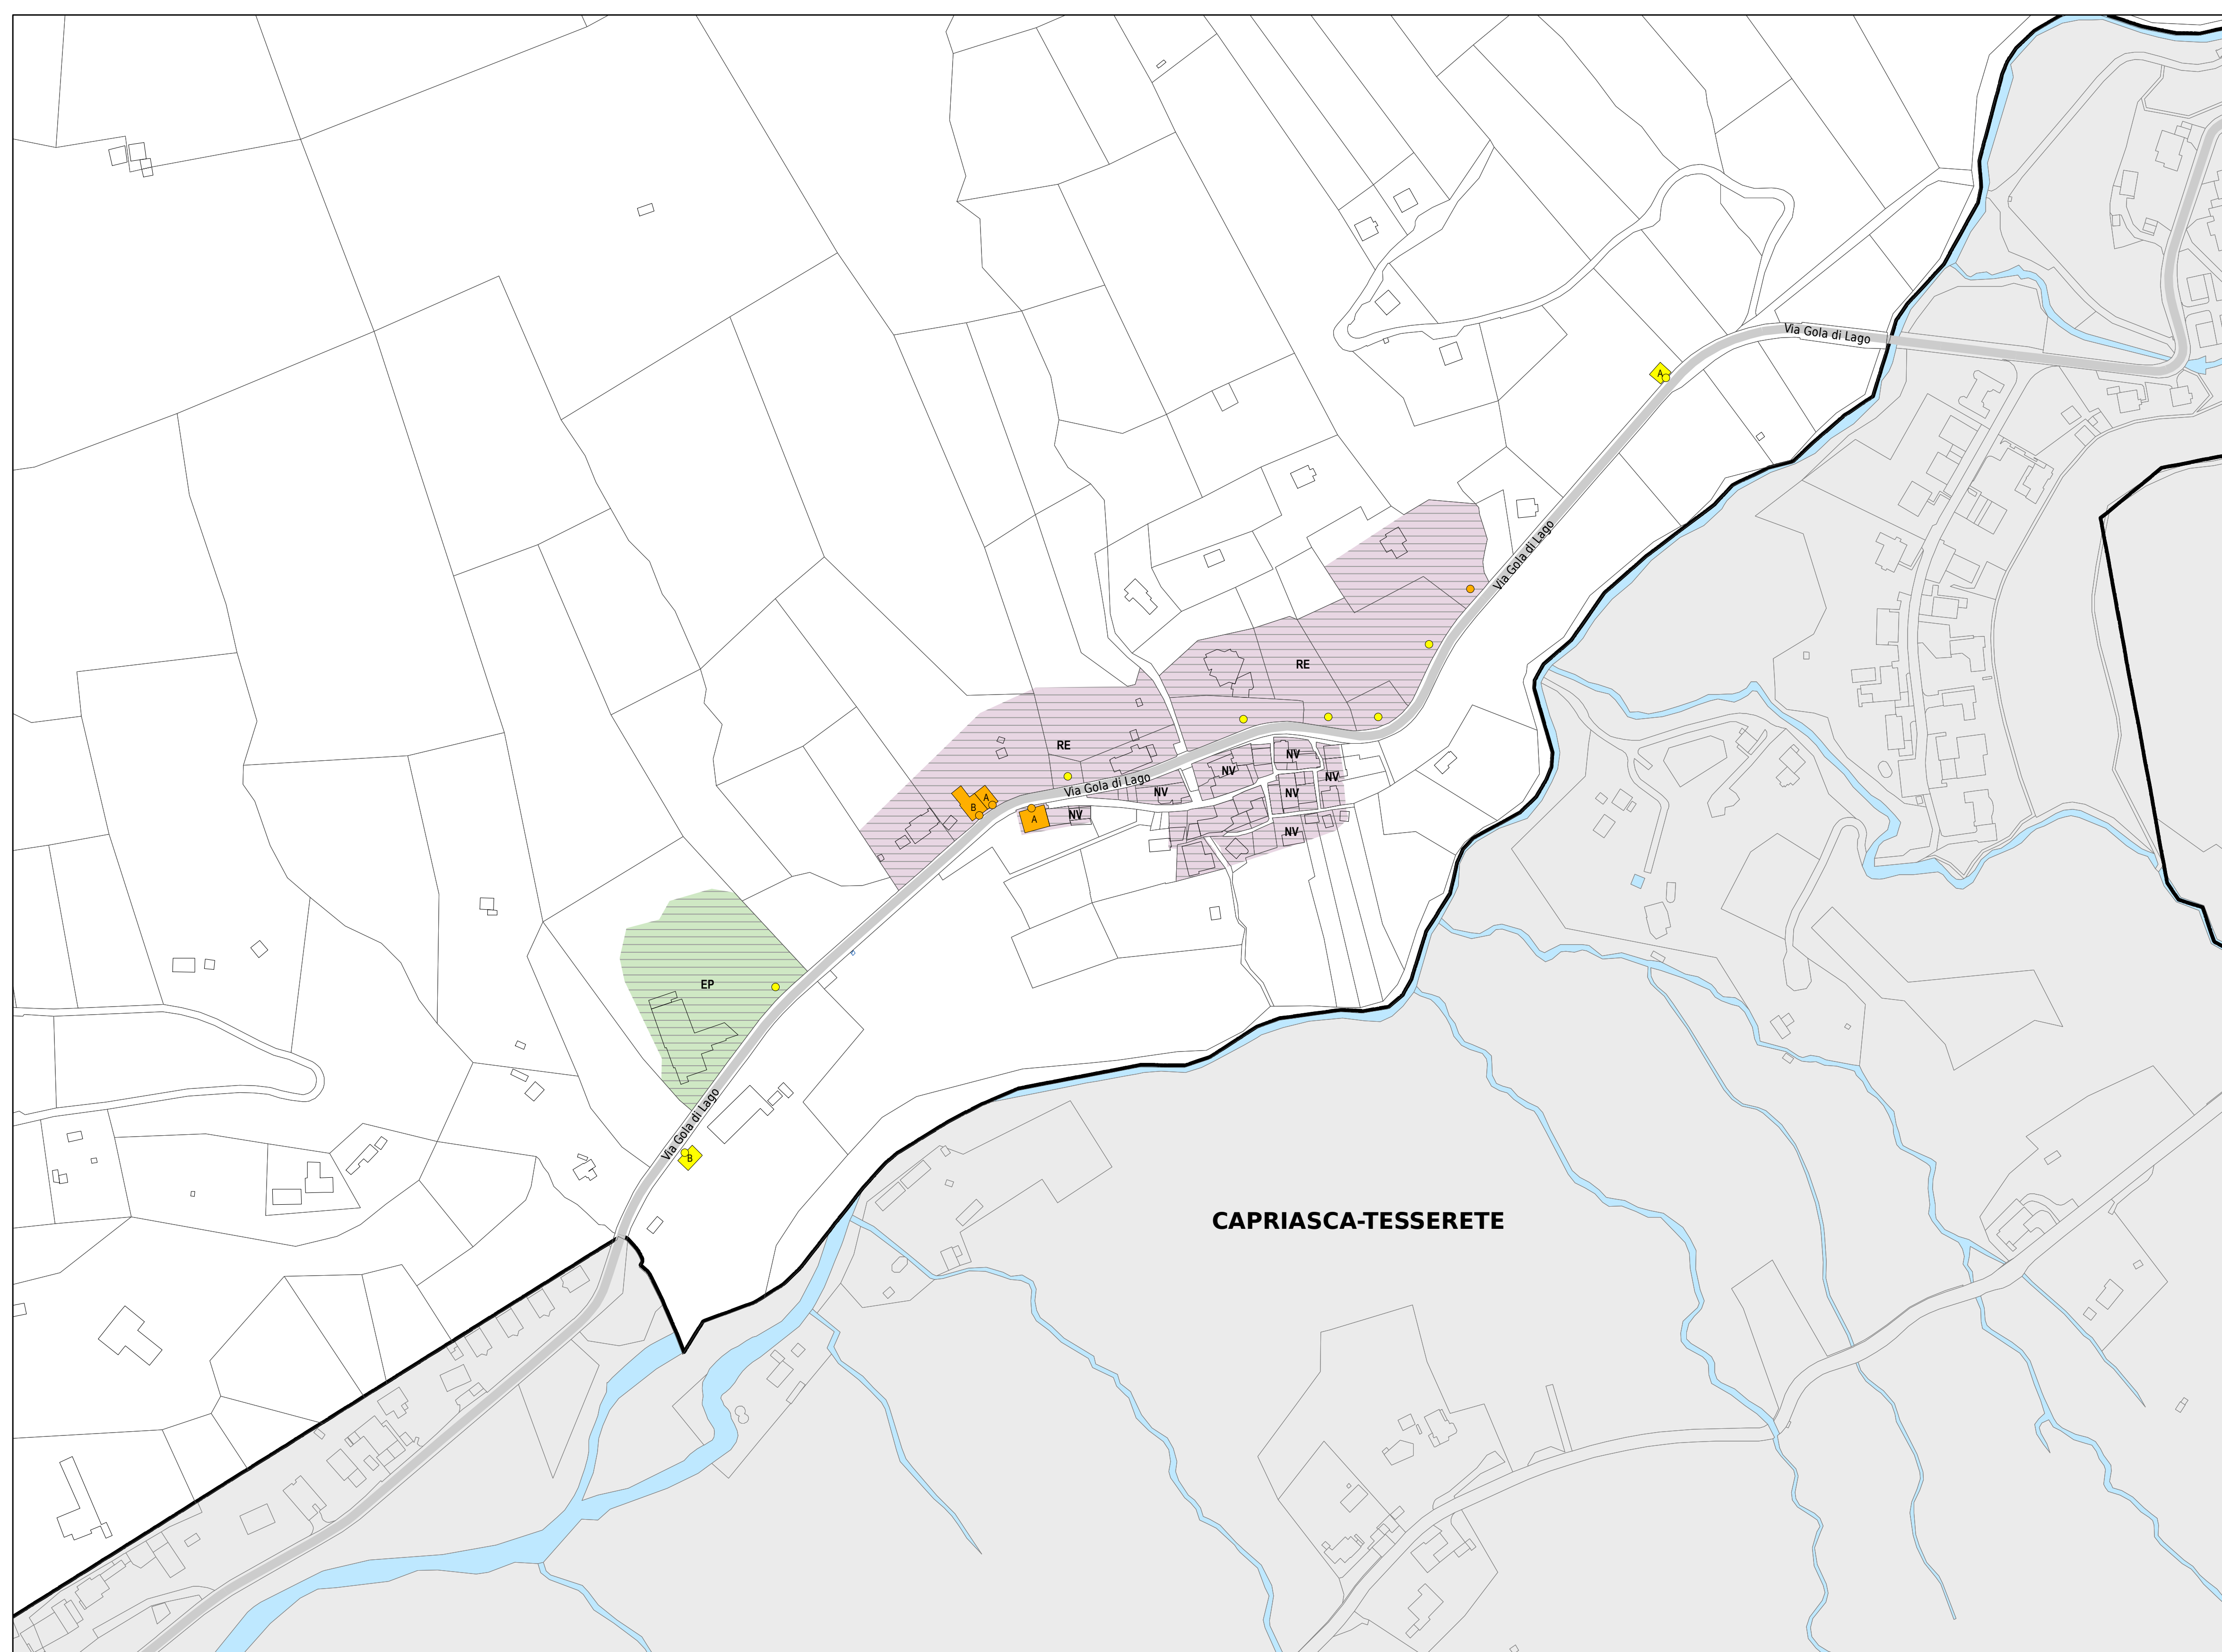 Via Gola di Lago
A
Via Gola di Lago
RE
RE
NV
NV
NV
Via Gola di Lago
NV
NV
A
B
NV
A
NV
EP
Via Gola di Lago
B
CAPRIASCA-TESSERETE